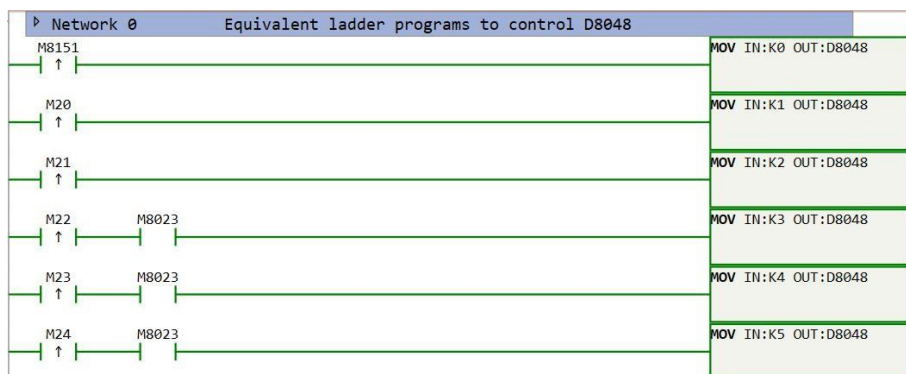 Network 0 Equivalent ladder programs to control D8048
M8151 MOV IN:K0 OUT:D8048
M20 MOV IN:K1 OUT:D8048
M21 MOV IN:K2 OUT:D8048
M22 M8023 MOV IN:K3 OUT:D8048
M23 M8023 MOV IN:K4 OUT:D8048
M24 M8023 MOV IN:K5 OUT:D8048